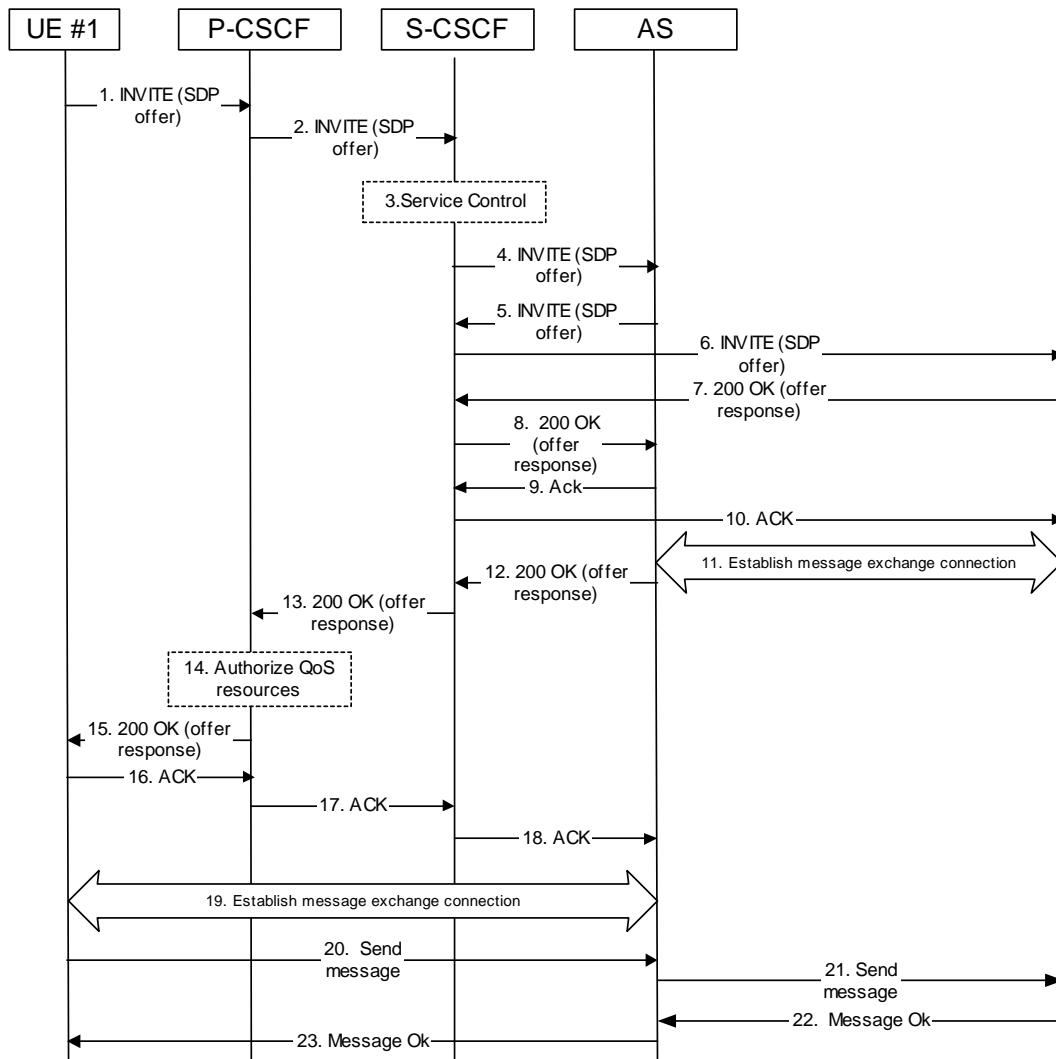 UE #1
P-CSCF
S-CSCF
AS
1. INVITE (SDP
offer)
2. INVITE (SDP
offer)
3.Service Control
4. INVITE (SDP
offer)
5. INVITE (SDP
offer)
6. INVITE (SDP
offer)
7. 200 OK (offer
response)
8. 200 OK
(offer
response)
9. Ack
10. ACK
11. Establish message exchange connection
12. 200 OK (offer
response)
13. 200 OK (offer
response)
14. Authorize QoS
resources
15. 200 OK (offer
response)
16. ACK
17. ACK
18. ACK
19. Establish message exchange connection
20. Send
message
21. Send
message
22. Message Ok
23. Message Ok